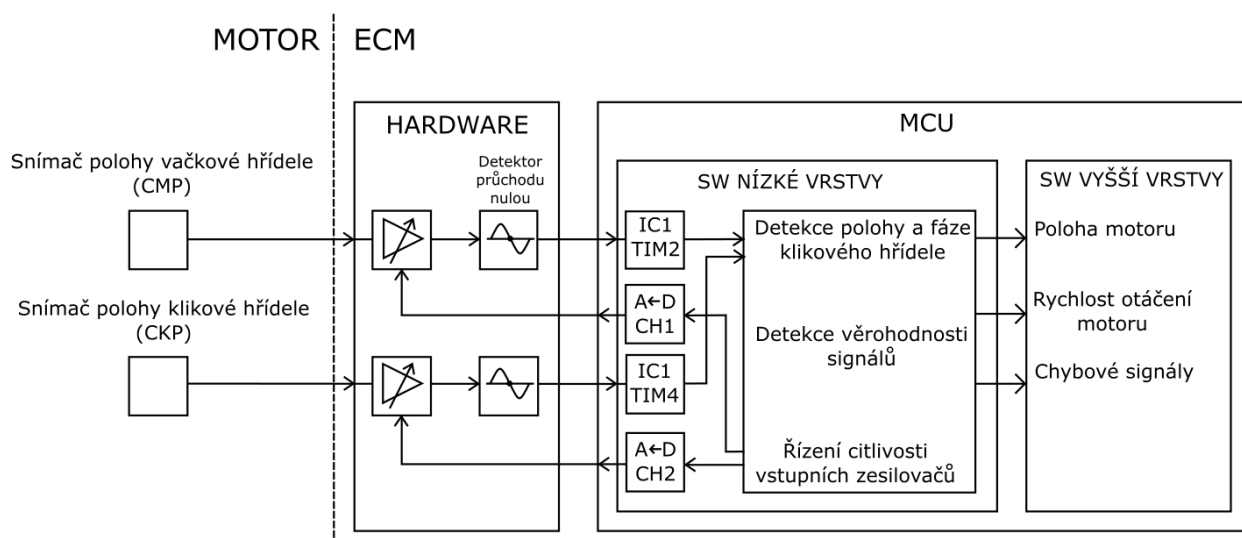 MOTOR
ECM
HARDWARE
MCU
Snímač polohy vačkové hřídele
(CMP)
Detektor
průchodu
nulou
SW NÍZKÉ VRSTVY
SW VYŠŠÍ VRSTVY
IC1
TIM2
Detekce polohy a fáze
klikového hřídele
Poloha motoru
Snímač polohy klikové hřídele
(CKP)
A←D
CH1
Rychlost otáčení
motoru
Detekce věrohodnosti
signálů
IC1
TIM4
Chybové signály
A←D
CH2
Řízení citlivosti
vstupních zesilovačů